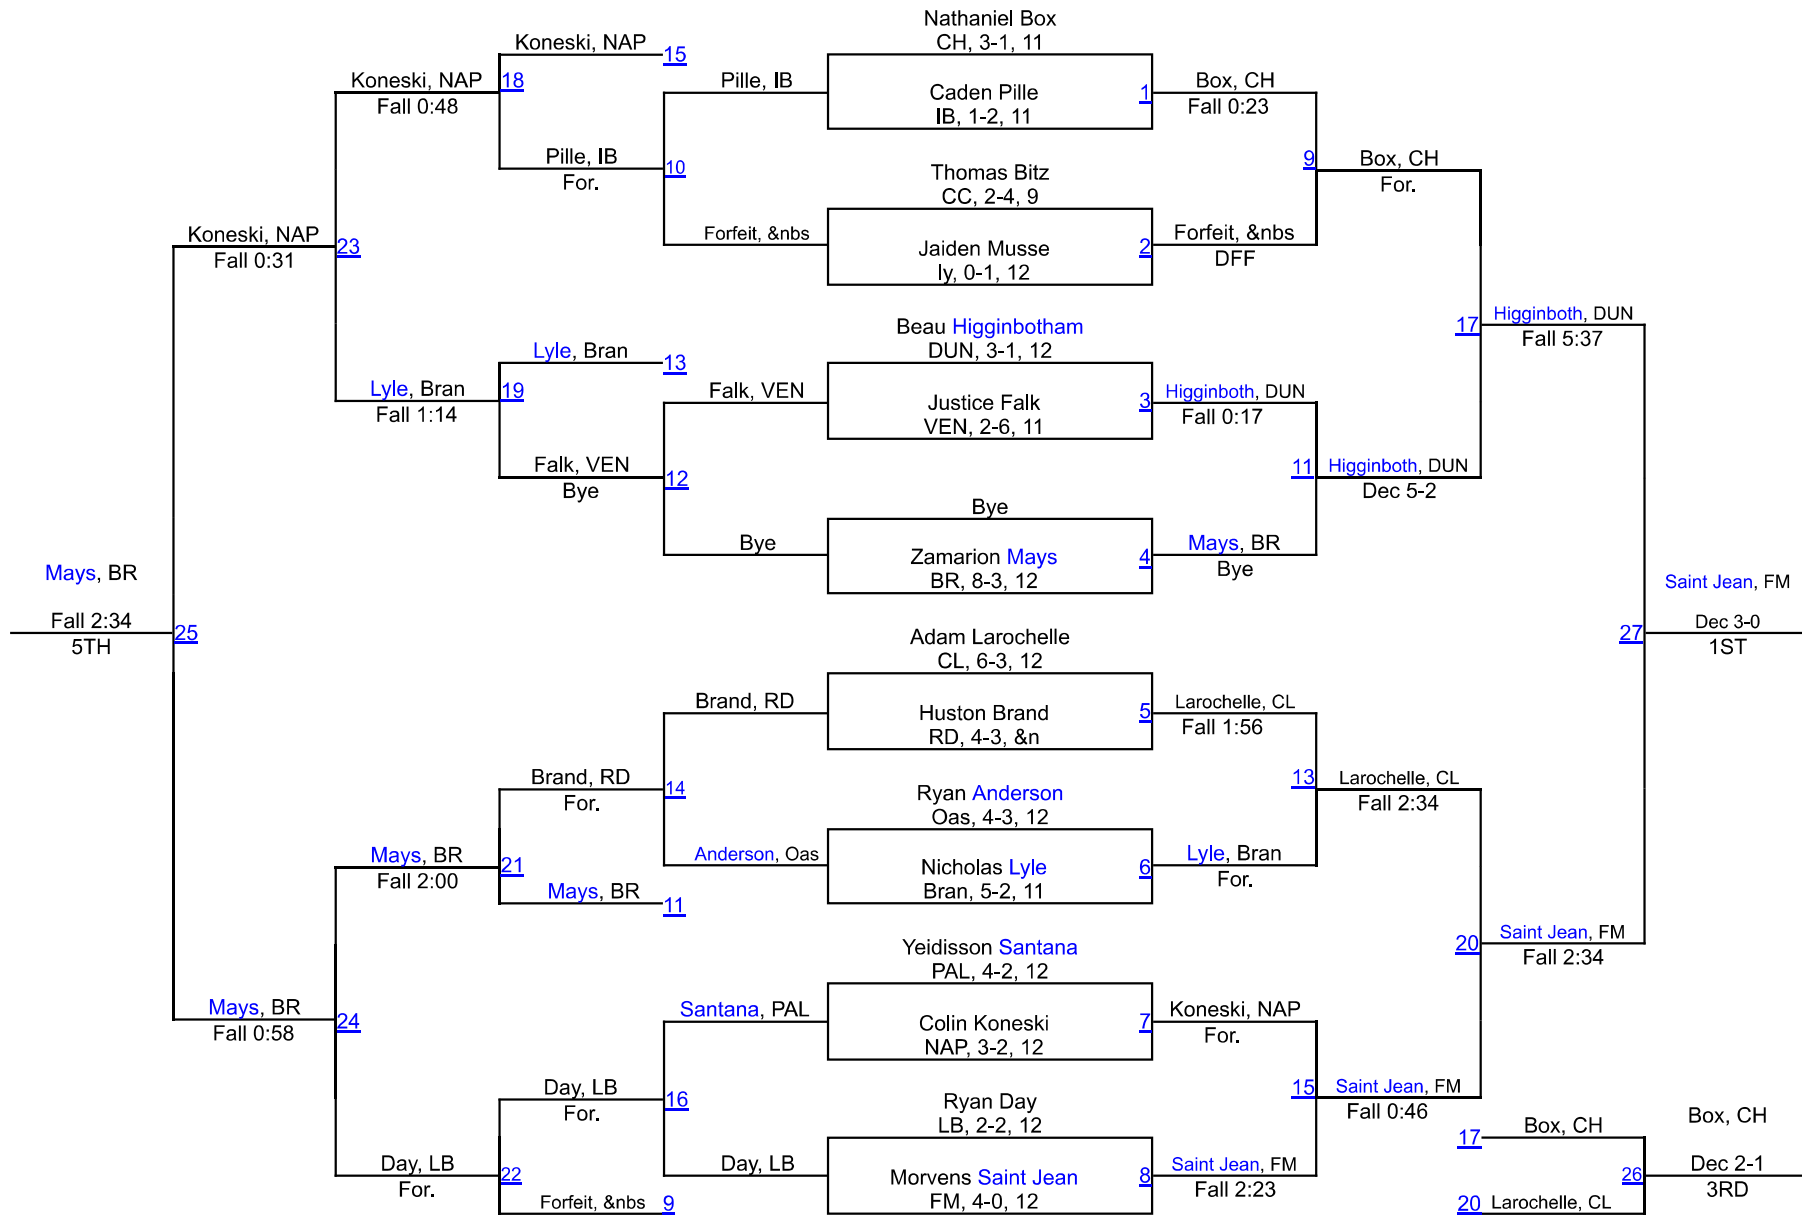 Nathaniel Box
CH, 3-1, 11
Koneski, NAP
15
Koneski, NAP
18
Fall 0:48
Pille, IB
Caden Pille
IB, 1-2, 11
1
Box, CH
Fall 0:23
Pille, IB
For.
10
Thomas Bitz
CC, 2-4, 9
9
Box, CH
For.
Koneski, NAP
Fall 0:31
23
Forfeit, &nbs
Jaiden Musse
ly, 0-1, 12
2
Forfeit, &nbs
DFF
Beau Higginbotham
DUN, 3-1, 12
17
Higginboth, DUN
Fall 5:37
Lyle, Bran
13
Lyle, Bran
Fall 1:14
19
Falk, VEN
Justice Falk
VEN, 2-6, 11
3
Higginboth, DUN
Fall 0:17
Falk, VEN
Bye
12
11
Higginboth, DUN
Dec 5-2
Bye
Bye
Zamarion Mays
BR, 8-3, 12
4
Mays, BR
Bye
Mays, BR
Fall 2:34
5TH
25
Saint Jean, FM
Dec 3-0
1ST
27
Adam Larochelle
CL, 6-3, 12
Brand, RD
Huston Brand
RD, 4-3, &n
5
Larochelle, CL
Fall 1:56
Brand, RD
For.
14
Ryan Anderson
Oas, 4-3, 12
13
Larochelle, CL
Fall 2:34
Mays, BR
Fall 2:00
21
Anderson, Oas
Nicholas Lyle
Bran, 5-2, 11
6
Lyle, Bran
For.
Mays, BR
11
Yeidisson Santana
PAL, 4-2, 12
20
Saint Jean, FM
Fall 2:34
Mays, BR
Fall 0:58
24
Santana, PAL
Colin Koneski
NAP, 3-2, 12
7
Koneski, NAP
For.
Day, LB
For.
16
Ryan Day
LB, 2-2, 12
15
Saint Jean, FM
Fall 0:46
Day, LB
For.
22
Day, LB
Morvens Saint Jean
FM, 4-0, 12
8
Saint Jean, FM
Fall 2:23
Forfeit, &nbs
9
17
Box, CH
Box, CH
Dec 2-1
3RD
26
20
Larochelle, CL